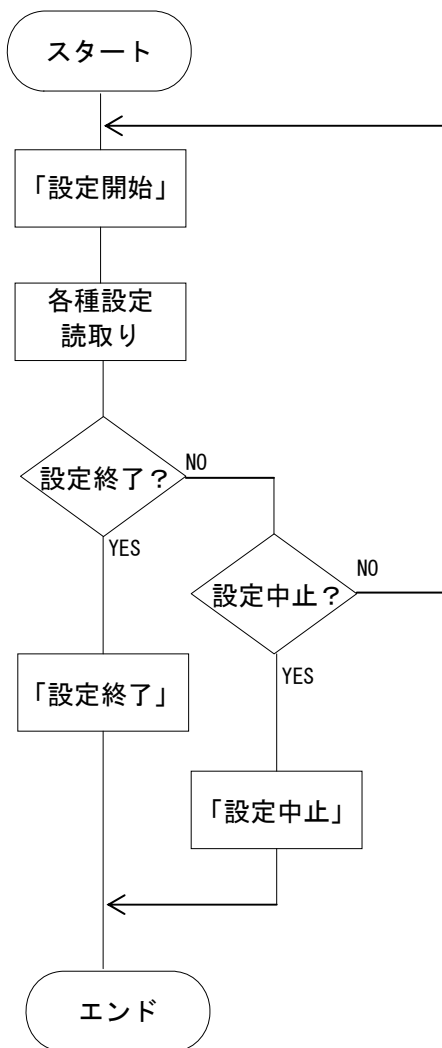 スタート
「設定開始」
各種設定
読取り
設定終了？
NO
YES
設定中止？
NO
YES
「設定終了」
「設定中止」
エンド